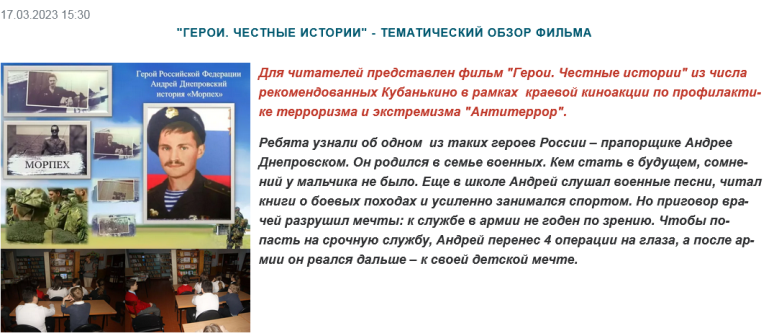 17.03.2023 15:30
"ГЕРОИ. ЧЕСТНЫЕ ИСТОРИИ" - ТЕМАТИЧЕСКИЙ ОБЗОР ФИЛЬМА
Герой Российской Федерации
Андрей Днепровский
история «Морпех»
МОРПЕХ
Для читателей представлен фильм "Герои. Честные истории" из числа
рекомендованных Кубанькино в рамках краевой киноакции по профилакти-
ке терроризма и экстремизма "Антитеррор".
Ребята узнали об одном из таких героев России – прапорщике Андрее
Днепровском. Он родился в семье военных. Кем стать в будущем, сомне-
ний у мальчика не было. Еще в школе Андрей слушал военные песни, читал
книги о боевых походах и усиленно занимался спортом. Но приговор вра-
чей разрушил мечты: к службе в армии не годен по зрению. Чтобы по-
пасть на срочную службу, Андрей перенес 4 операции на глаза, а после ар-
мии он рвался дальше – к своей детской мечте.